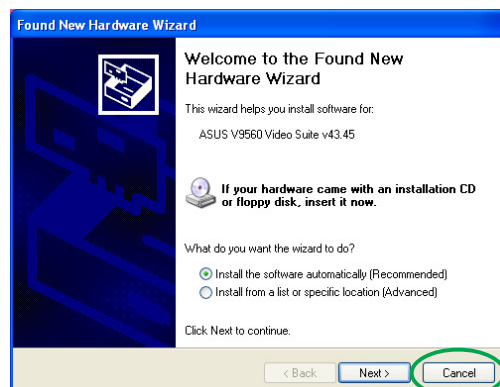 Found New Hardware Wizard
Welcome to the Found New
Hardware Wizard
This wizard helps you install software for:
ASUS V9560 Video Suite v43.45
If your hardware came with an installation CD
or floppy disk, insert it now.
What do you want the wizard to do?
Install the software automatically (Recommended)
Install from a list or specific location (Advanced)
Click Next to continue.
< Back Next > Cancel